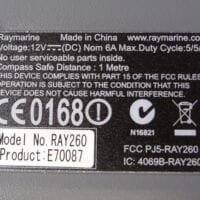 Raymarine www.raymarine.com
Made in China
Voltage:12V (DC) Nom 6A Max.Duty Cycle:5/5/
No user serviceable parts inside.
Compass Safe Distance : 1 Metre
THIS DEVICE COMPLIES WITH PART 15 OF THE FCC RULES
OPERATION IS SUBJECT TO THE CONDITION THAT THIS
DEVICE DOES NOT CAUSE HARMFUL INTERFERENCE
CE0168!
N16821
Model No.RAY260
Product:E70087
FCC PJ5-RAY260
IC: 4069B-RAY260